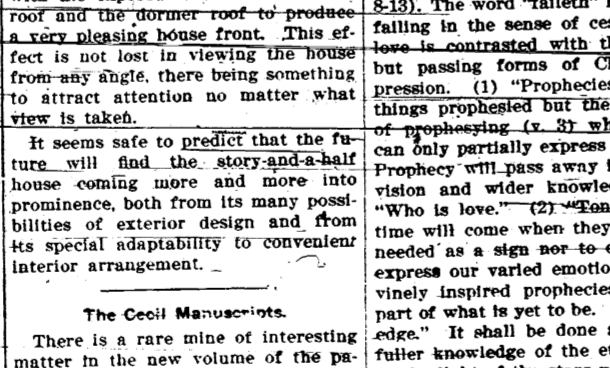 roof and the dormer roof to produce
a very pleasing house front. This ef-
fect is not lost in viewing the house
from any angle, there being something
to attract attention no matter what
view is taken.
It seems safe to predict that the fu-
ture will find the story-and-a-half
house coming more and more into
prominence, both from its many possi-
bilities of exterior design and from
its special adaptability to convenient
interior arrangement.
The Cecil Manuscripts.
There is a rare mine of interesting
matter in the new volume of the pa-
8-13). The word "faileth"
falling in the sense of
love is contrasted with
but passing forms of
pression. (1) "Prophecies
things prophesied but the
of prophesying (v. 3)
can only partially express
Prophecy will pass away
vision and wider
"Who is love." (2)
time will come when they
needed as a sign nor to
express our varied
vinely inspired prophecies
part of what is yet to be.
edge." It shall be done
fuller knowledge of the